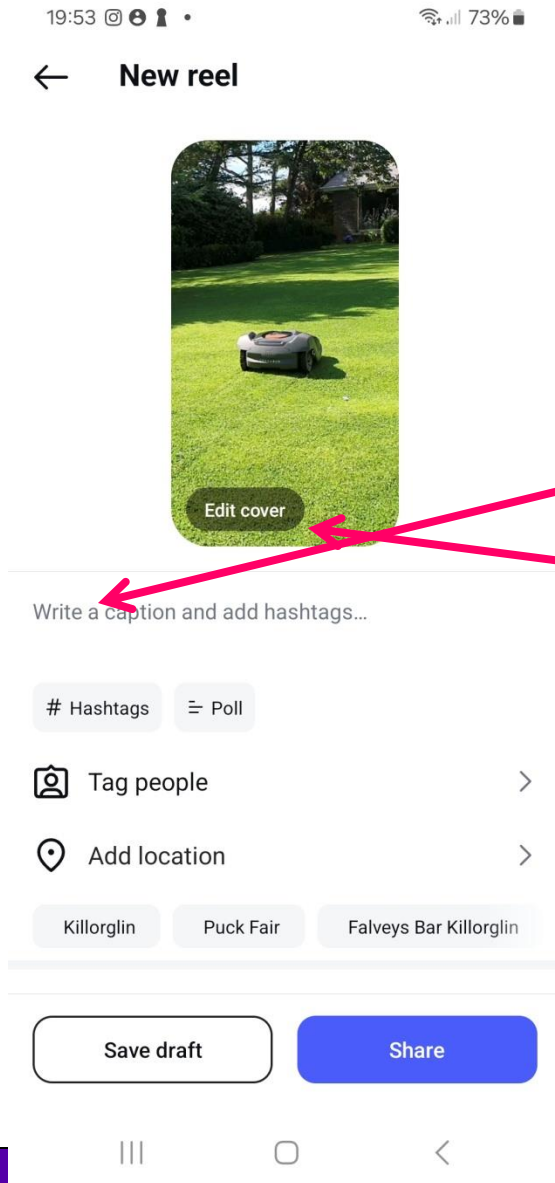 19:53 73%
New reel
Edit cover
Write a caption and add hashtags...
# Hashtags Poll
Tag people
Add location
Killorglin Puck Fair Falveys Bar Killorglin
Save draft Share